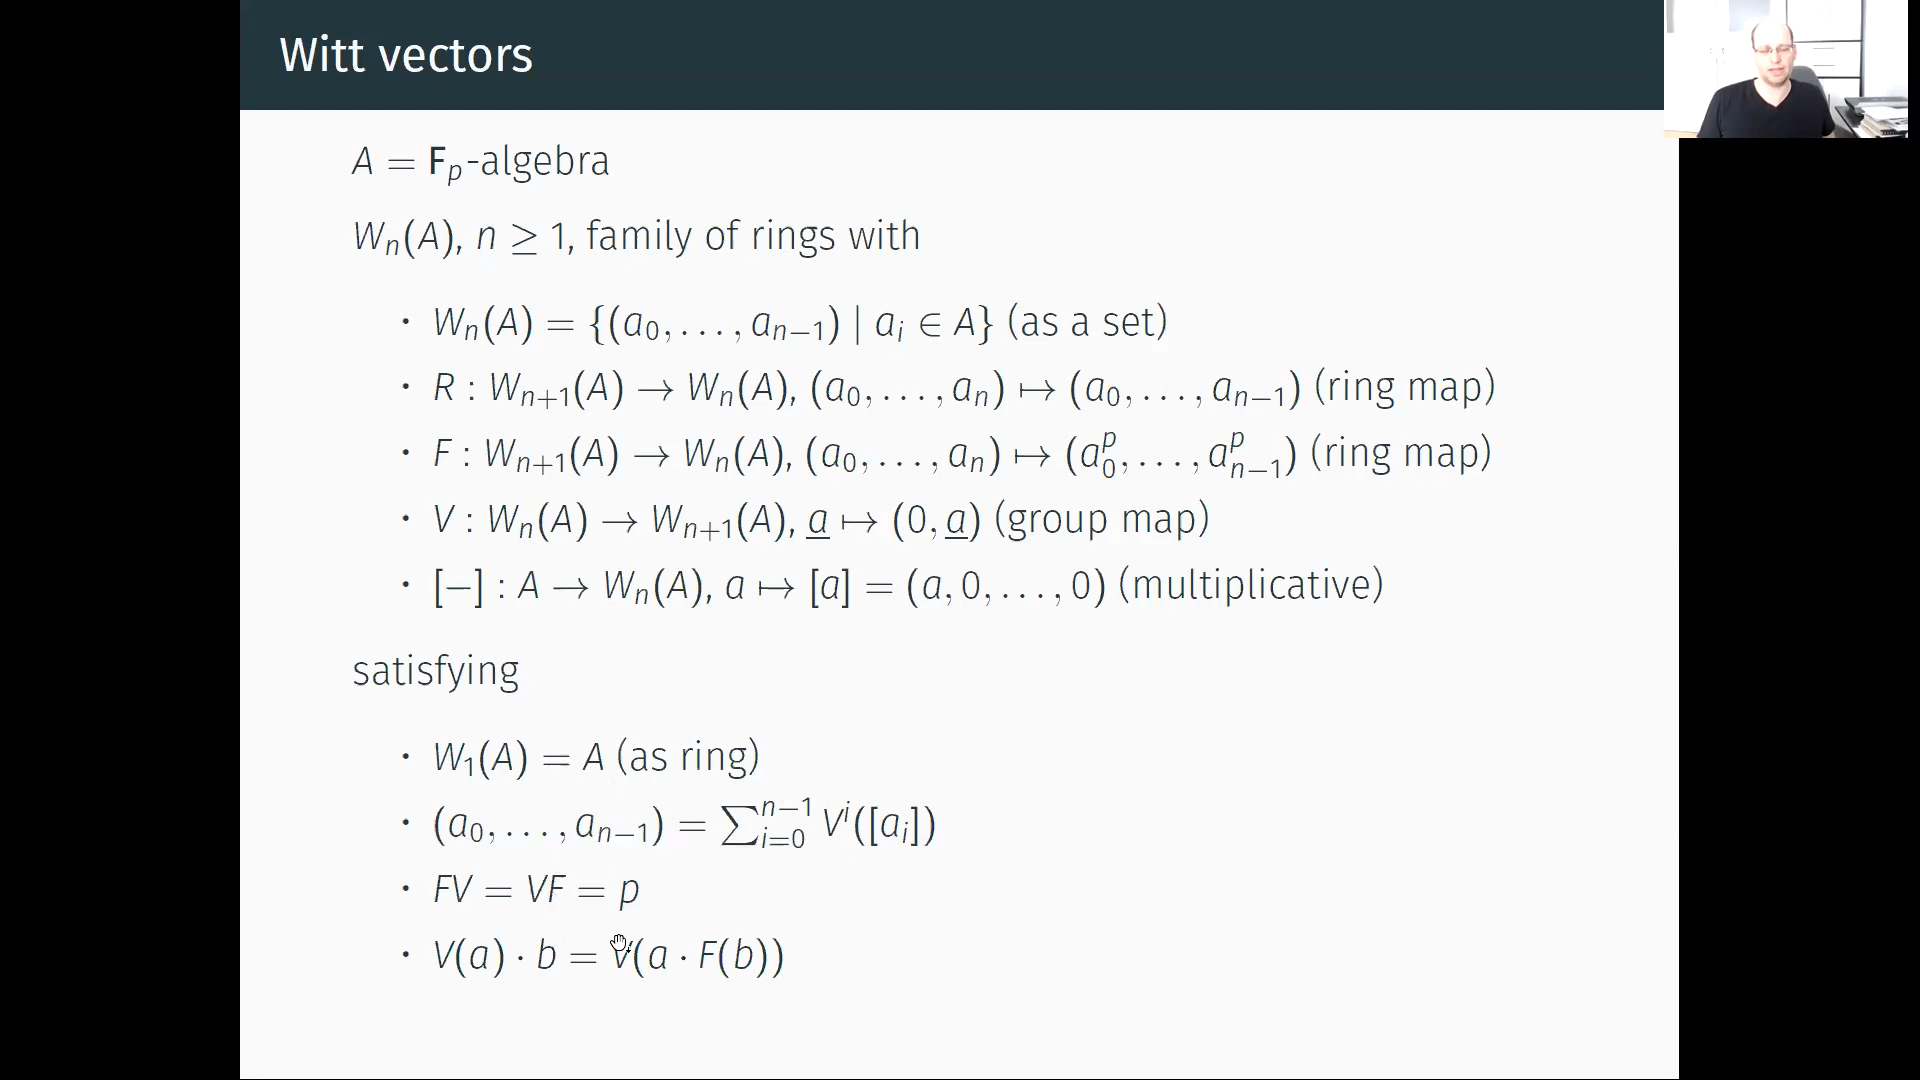 Witt vectors
A = F_p-algebra
W_n(A), n ≥ 1, family of rings with
· W_n(A) = {(a_0, . . . , a_{n−1}) | a_i ∈ A} (as a set)
· R : W_{n+1}(A) → W_n(A), (a_0, . . . , a_n) ↦ (a_0, . . . , a_{n−1}) (ring map)
· F : W_{n+1}(A) → W_n(A), (a_0, . . . , a_n) ↦ (a_0^p, . . . , a_{n−1}^p) (ring map)
· V : W_n(A) → W_{n+1}(A), \underline{a} ↦ (0, \underline{a}) (group map)
· [−] : A → W_n(A), a ↦ [a] = (a, 0, . . . , 0) (multiplicative)
satisfying
· W_1(A) = A (as ring)
· (a_0, . . . , a_{n−1}) = ∑_{i=0}^{n−1} V^i([a_i])
· FV = VF = p
· V(a) · b = V(a · F(b))